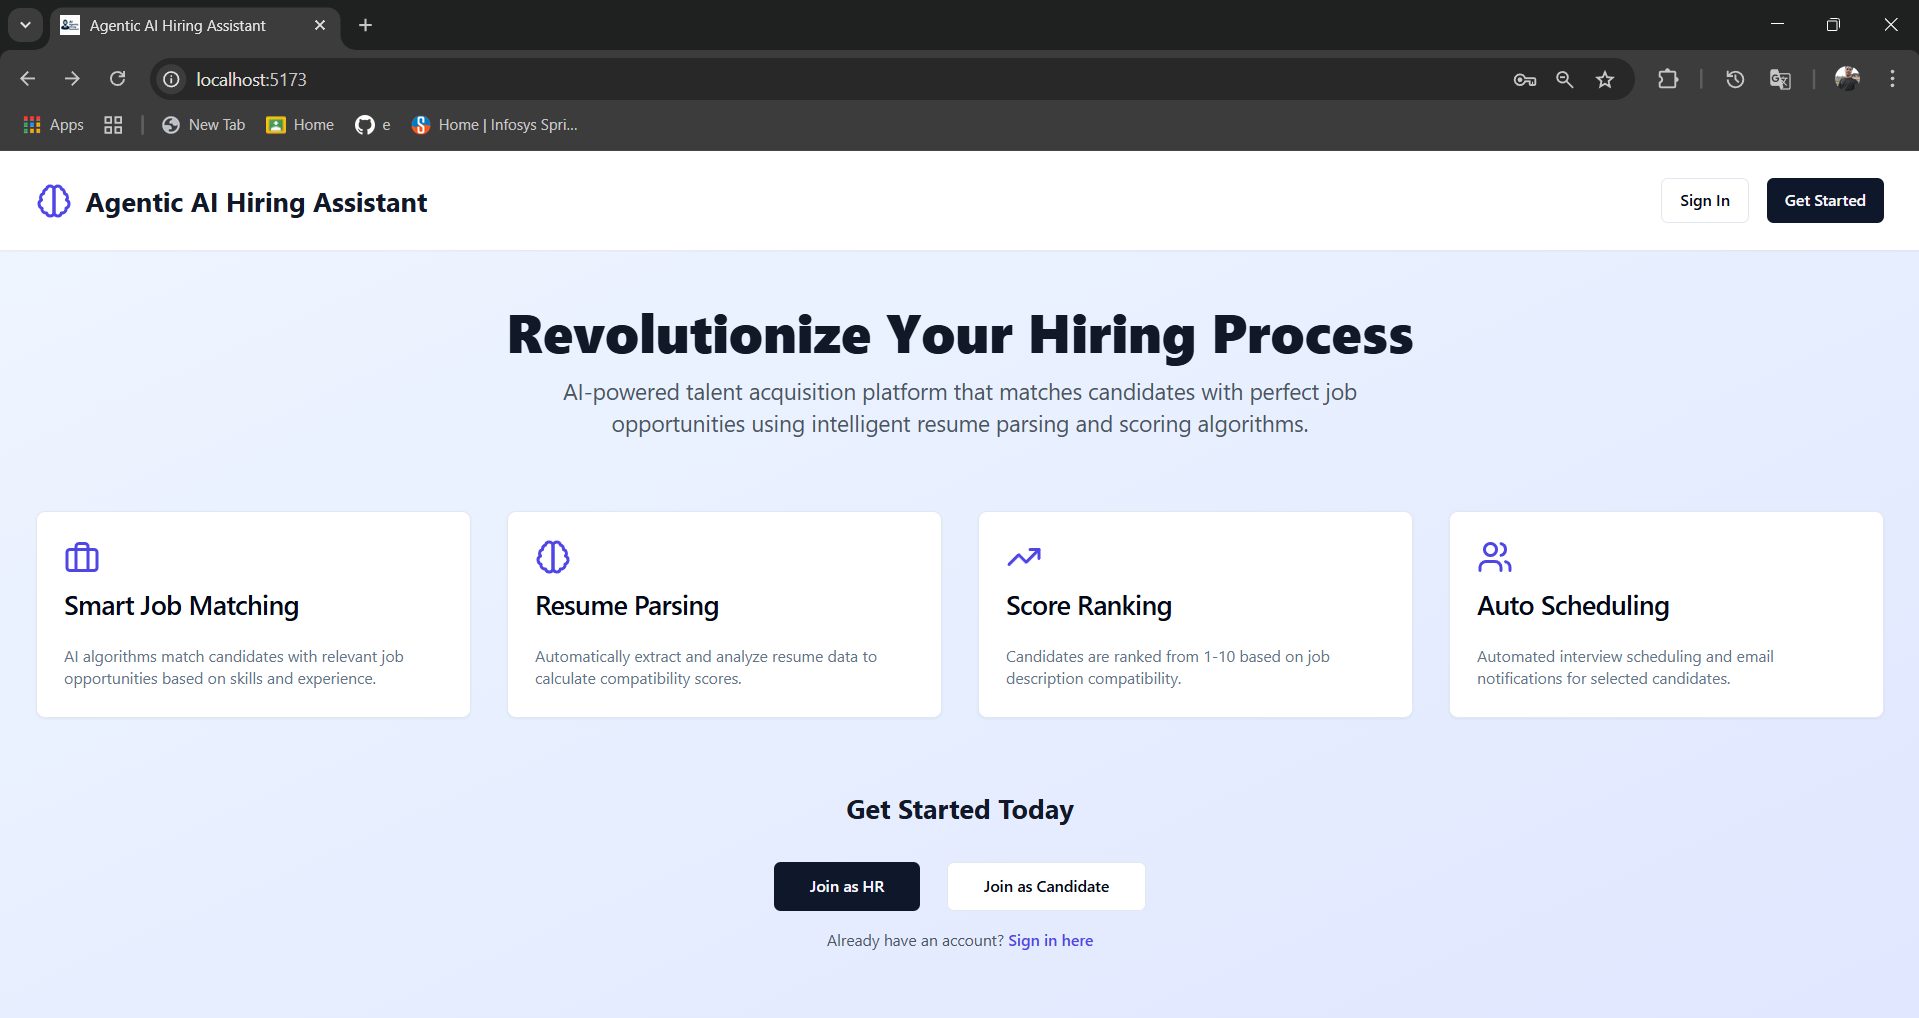 Agentic AI Hiring Assistant
localhost:5173
Apps
New Tab
Home
e
Home | Infosys Spri...
Agentic AI Hiring Assistant
Sign In
Get Started
Revolutionize Your Hiring Process
AI-powered talent acquisition platform that matches candidates with perfect job
opportunities using intelligent resume parsing and scoring algorithms.
Smart Job Matching
AI algorithms match candidates with relevant job
opportunities based on skills and experience.
Resume Parsing
Automatically extract and analyze resume data to
calculate compatibility scores.
Score Ranking
Candidates are ranked from 1-10 based on job
description compatibility.
Auto Scheduling
Automated interview scheduling and email
notifications for selected candidates.
Get Started Today
Join as HR
Join as Candidate
Already have an account? Sign in here